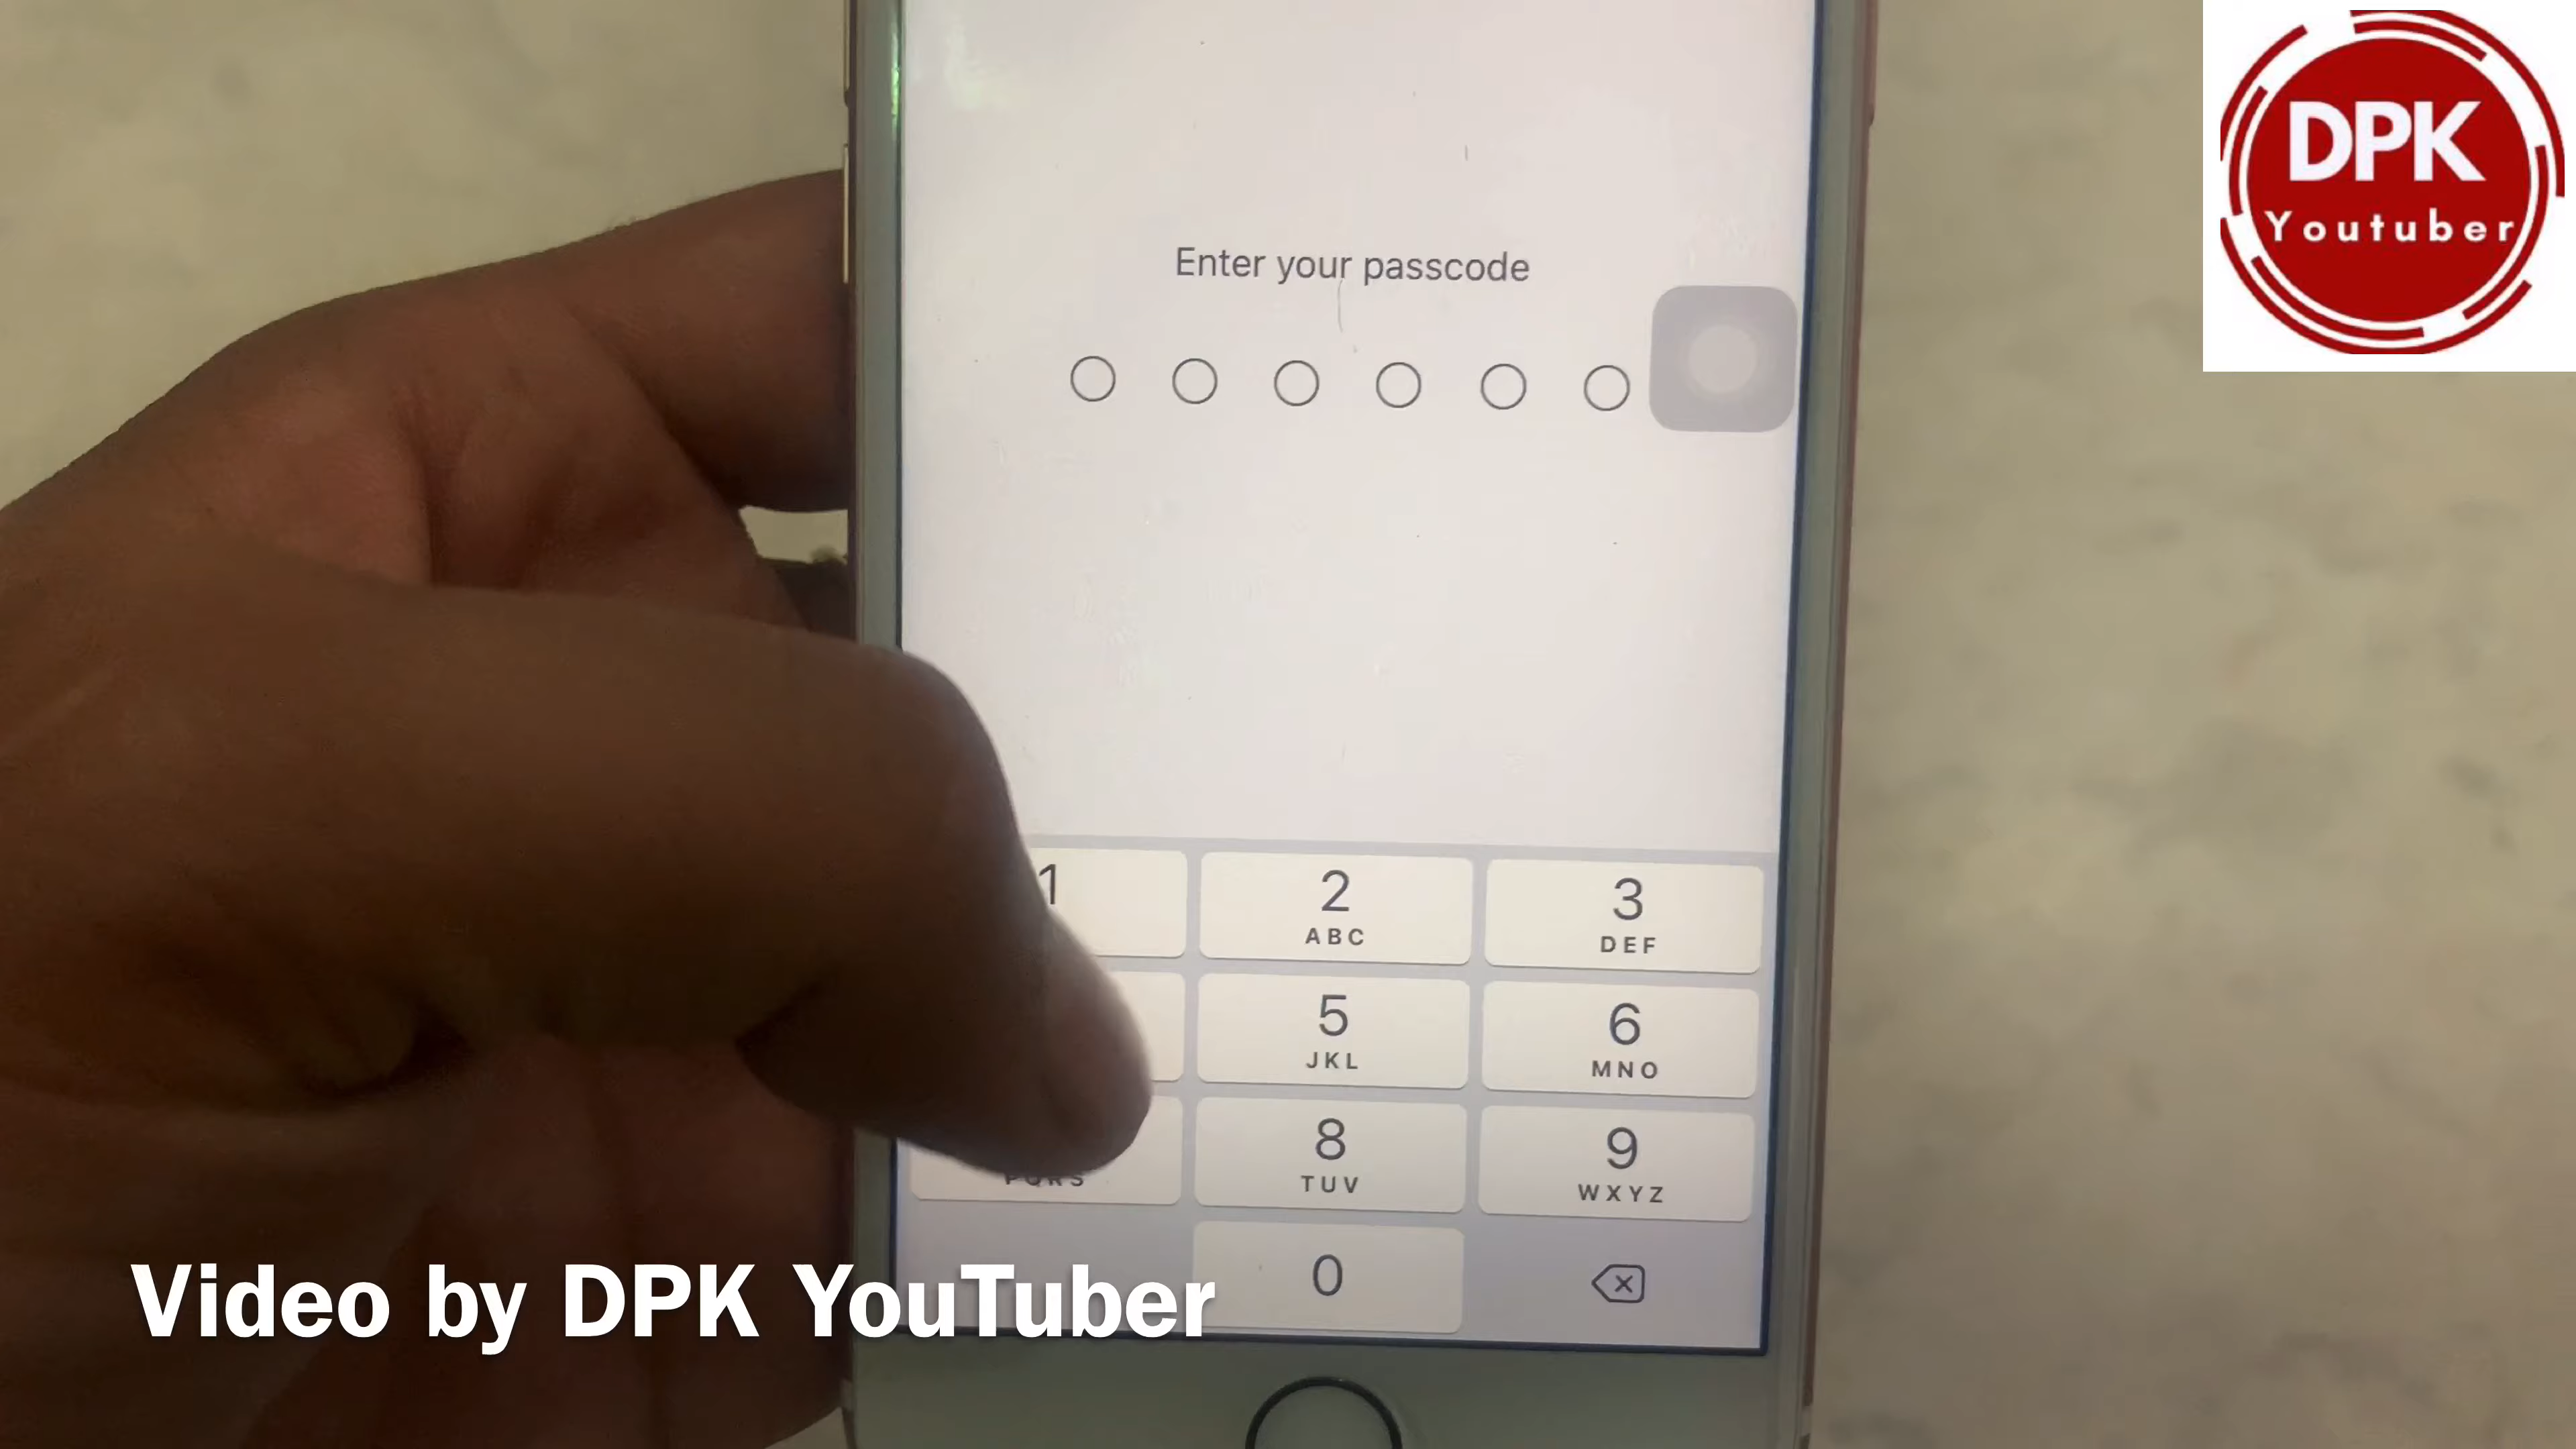 DPK
Youtuber
Enter your passcode
1
2
ABC
3
DEF
5
JKL
6
MNO
8
TUV
9
WXYZ
PQRS
0
Video by DPK YouTuber